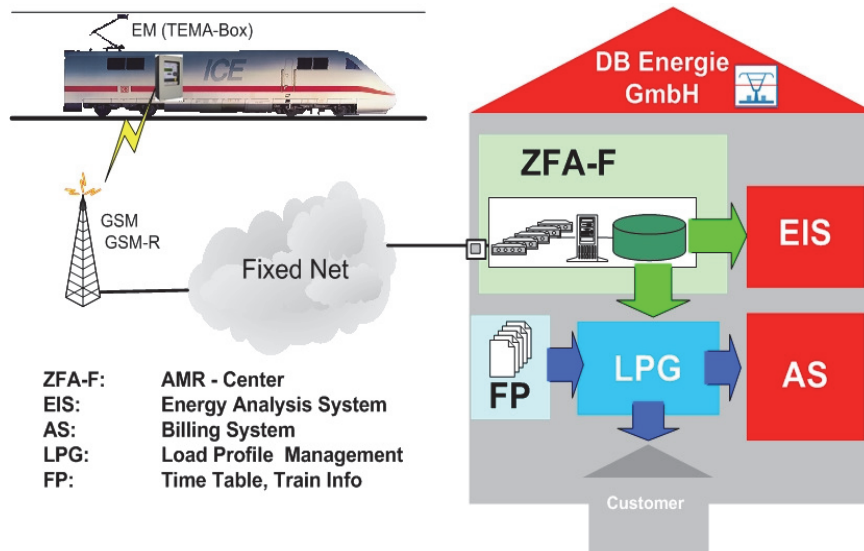 EM (TEMA-Box)
ICE
DB Energie
GmbH
ZFA-F
GSM
GSM-R
Fixed Net
EIS
FP
LPG
AS
Customer
ZFA-F: AMR - Center
EIS: Energy Analysis System
AS: Billing System
LPG: Load Profile Management
FP: Time Table, Train Info